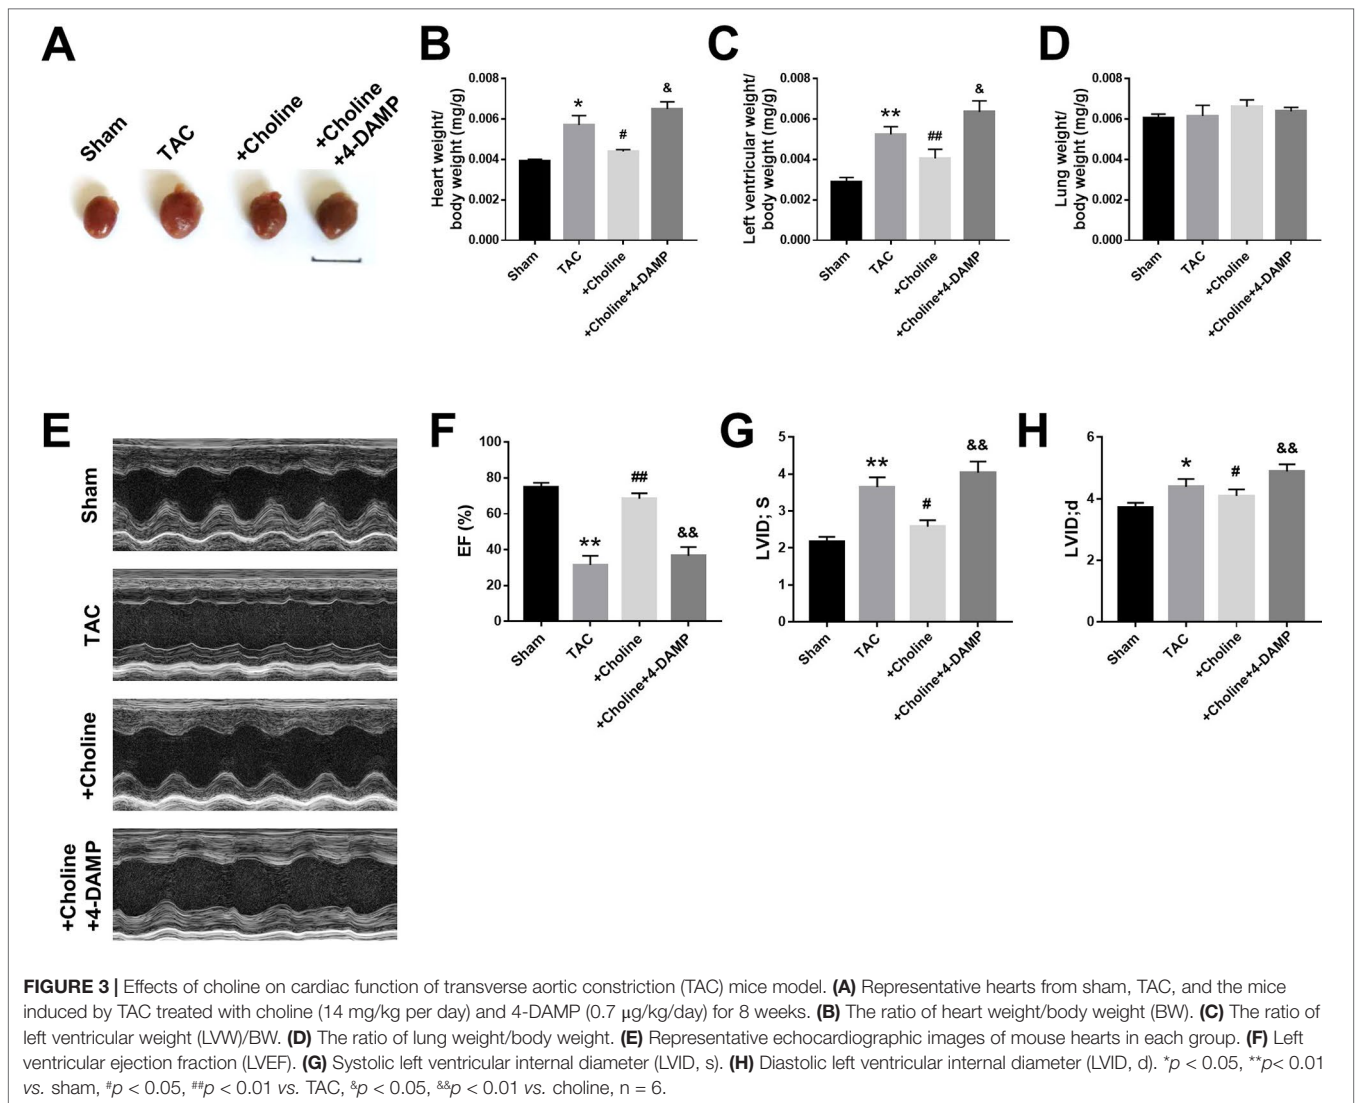 A
Sham
TAC
+Choline
+Choline
+4-DAMP
B
Heart weight/
body weight (mg/g)
0.008
0.006
0.004
0.002
0.000
*
#
&
Sham
TAC
+Choline
+Choline+4-DAMP
C
Left ventricular weight/
body weight (mg/g)
0.008
0.006
0.004
0.002
0.000
**
##
&
Sham
TAC
+Choline
+Choline+4-DAMP
D
Lung weight/
body weight (mg/g)
0.008
0.006
0.004
0.002
0.000
Sham
TAC
+Choline
+Choline+4-DAMP
E
Sham
TAC
+Choline
+Choline
+4-DAMP
F
EF (%)
100
80
60
40
20
0
**
##
&&
Sham
TAC
+Choline
+Choline+4-DAMP
G
LVID; S
5
4
3
2
1
0
**
#
&&
Sham
TAC
+Choline
+Choline+4-DAMP
H
LVID;d
6
4
2
0
*
#
&&
Sham
TAC
+Choline
+Choline+4-DAMP
FIGURE 3 | Effects of choline on cardiac function of transverse aortic constriction (TAC) mice model. (A) Representative hearts from sham, TAC, and the mice
induced by TAC treated with choline (14 mg/kg per day) and 4-DAMP (0.7 μg/kg/day) for 8 weeks. (B) The ratio of heart weight/body weight (BW). (C) The ratio of
left ventricular weight (LVW)/BW. (D) The ratio of lung weight/body weight. (E) Representative echocardiographic images of mouse hearts in each group. (F) Left
ventricular ejection fraction (LVEF). (G) Systolic left ventricular internal diameter (LVID, s). (H) Diastolic left ventricular internal diameter (LVID, d). *p < 0.05, **p< 0.01
vs. sham, #p < 0.05, ##p < 0.01 vs. TAC, &p < 0.05, &&p < 0.01 vs. choline, n = 6.